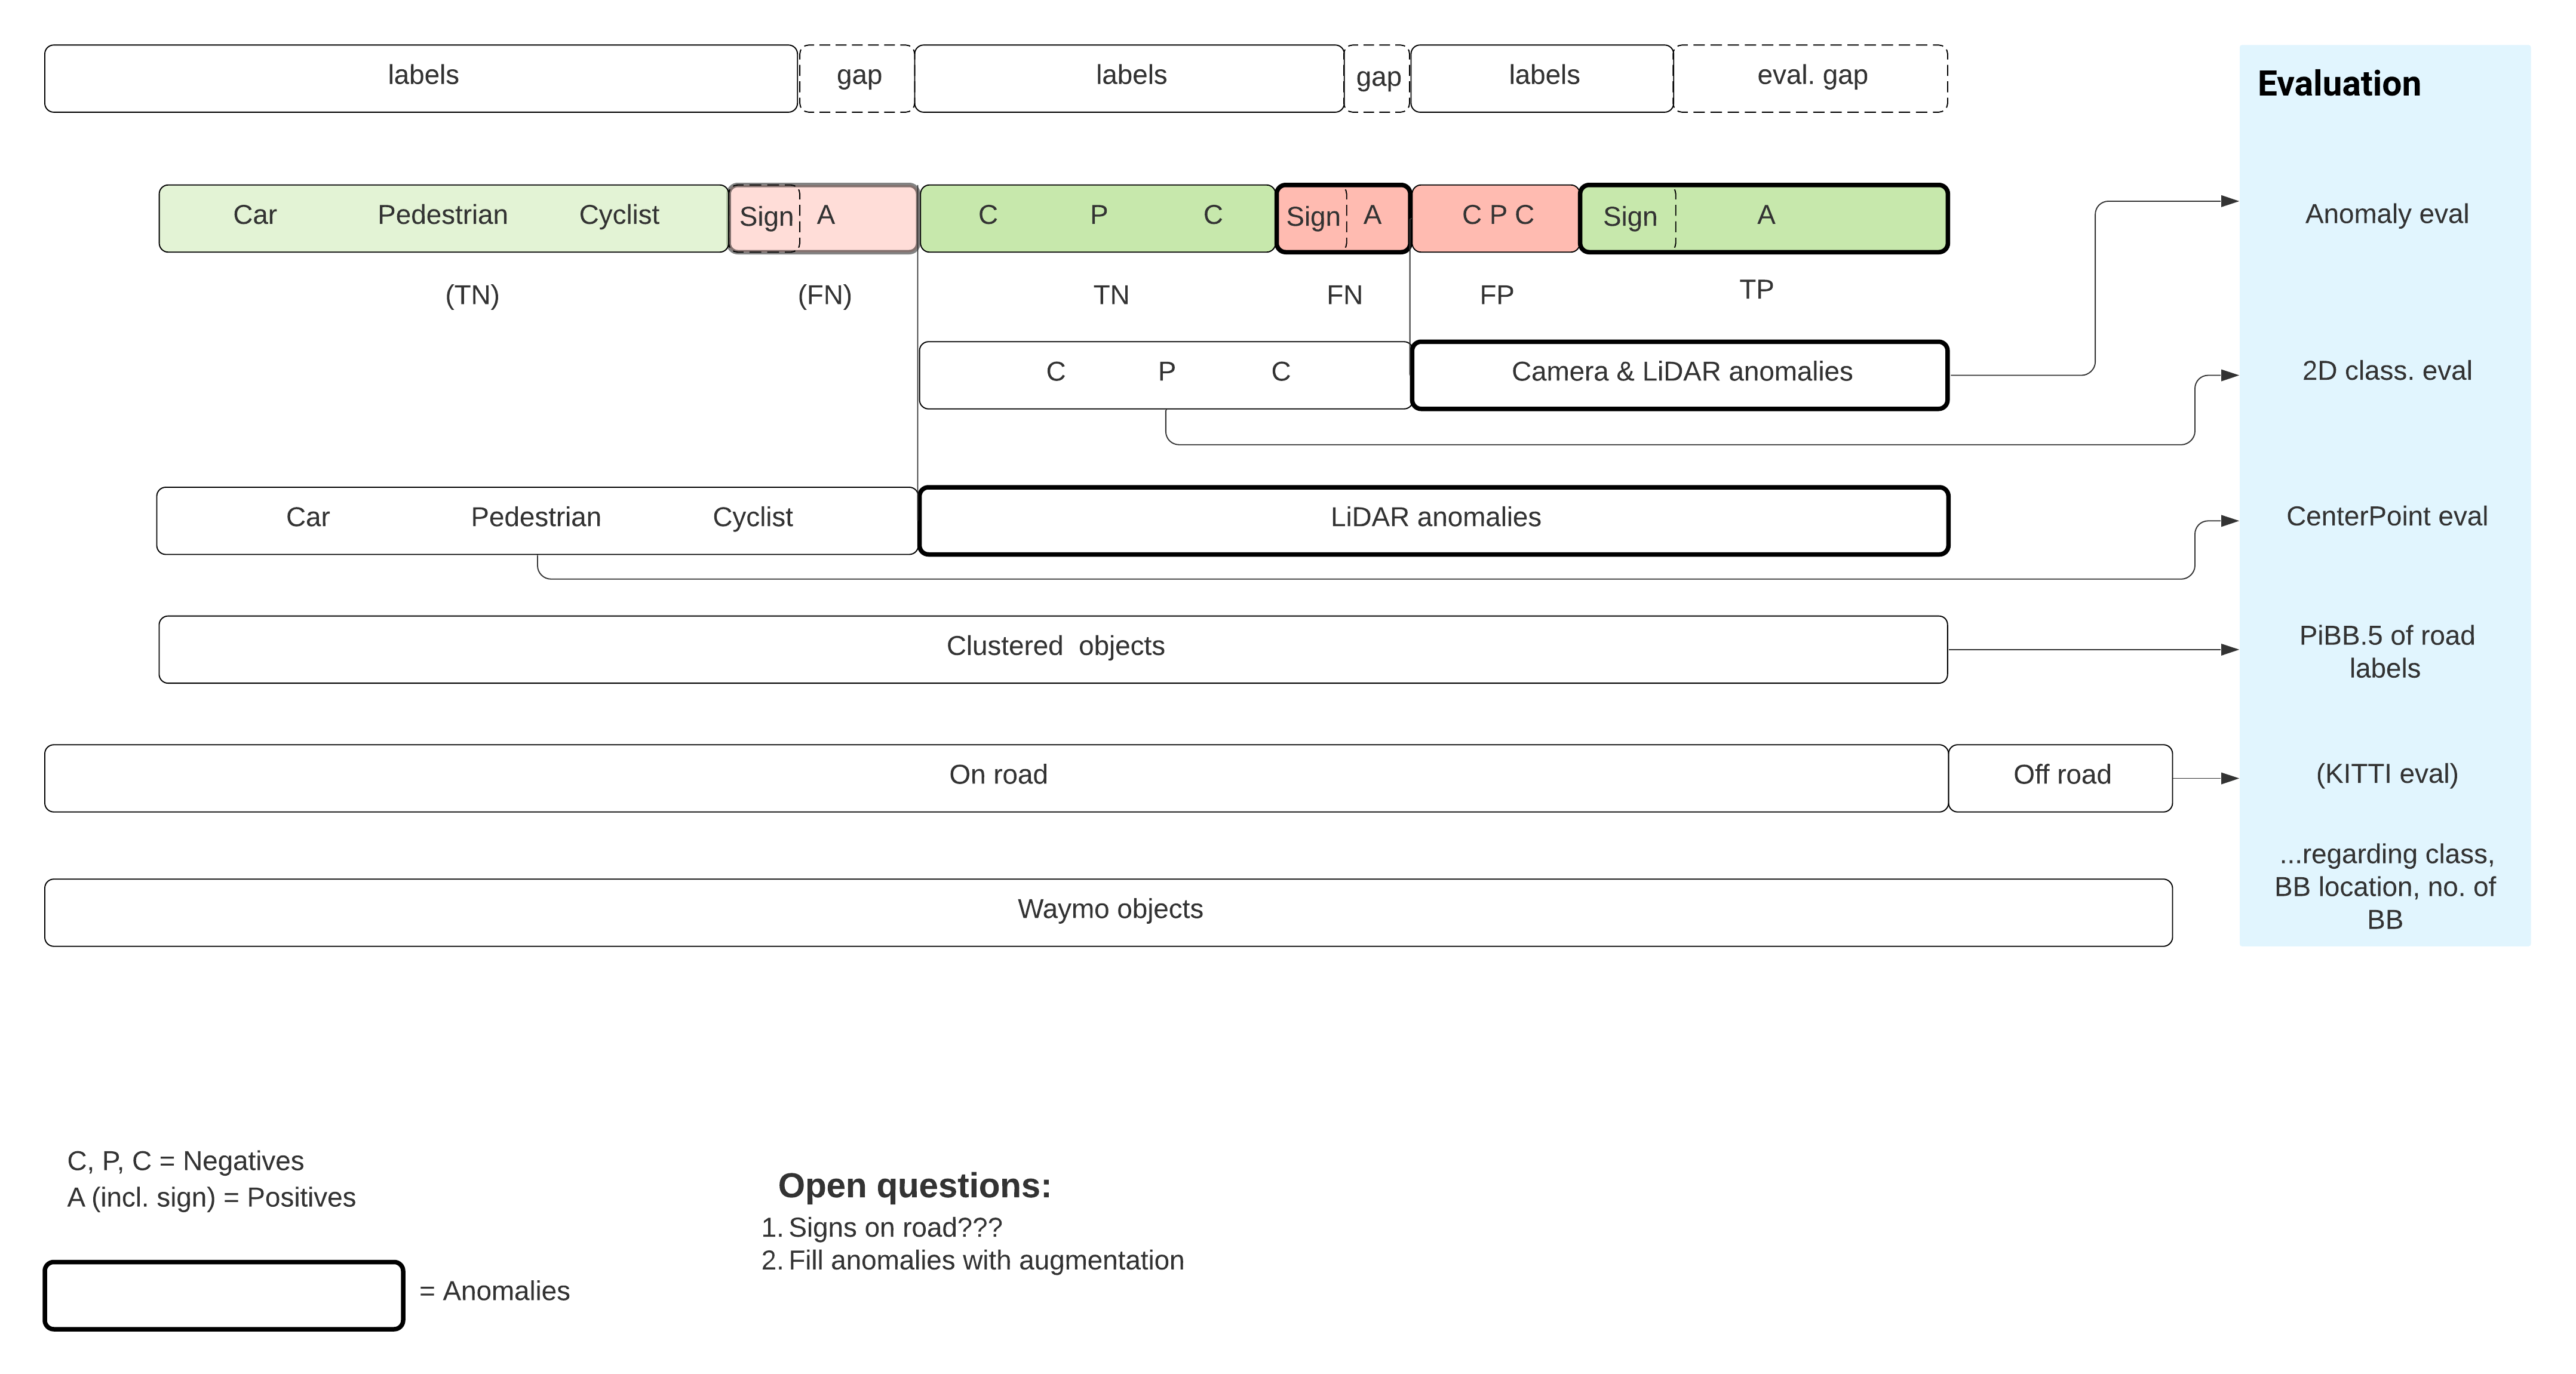 labels gap labels gap labels eval. gap
Evaluation
Car Pedestrian Cyclist Sign A C P C Sign A C P C Sign A
Anomaly eval
(TN) (FN) TN FN FP TP
C P C Camera & LiDAR anomalies
2D class. eval
Car Pedestrian Cyclist LiDAR anomalies
CenterPoint eval
Clustered objects
PiBB.5 of road
labels
On road Off road
(KITTI eval)
Waymo objects
...regarding class,
BB location, no. of
BB
C, P, C = Negatives
A (incl. sign) = Positives
= Anomalies
Open questions:
1. Signs on road???
2. Fill anomalies with augmentation